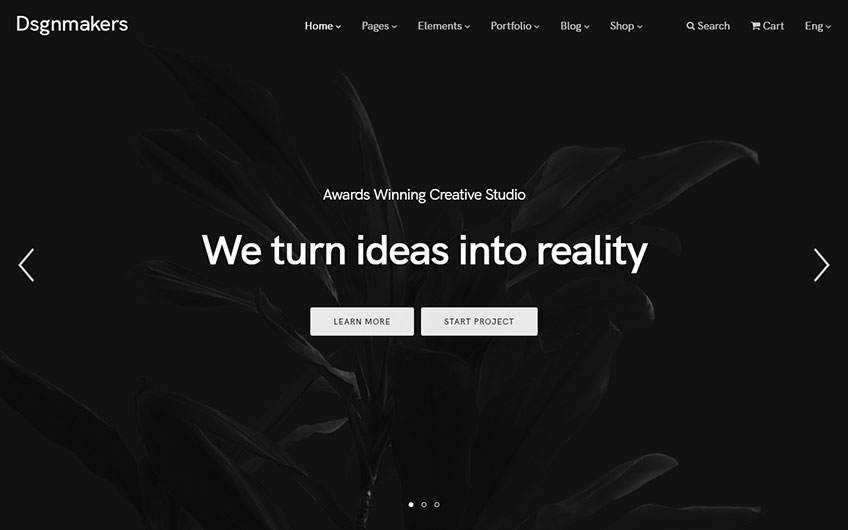 Dsgnmakers
Home Pages Elements Portfolio Blog Shop Search Cart Eng
Awards Winning Creative Studio
We turn ideas into reality
LEARN MORE START PROJECT